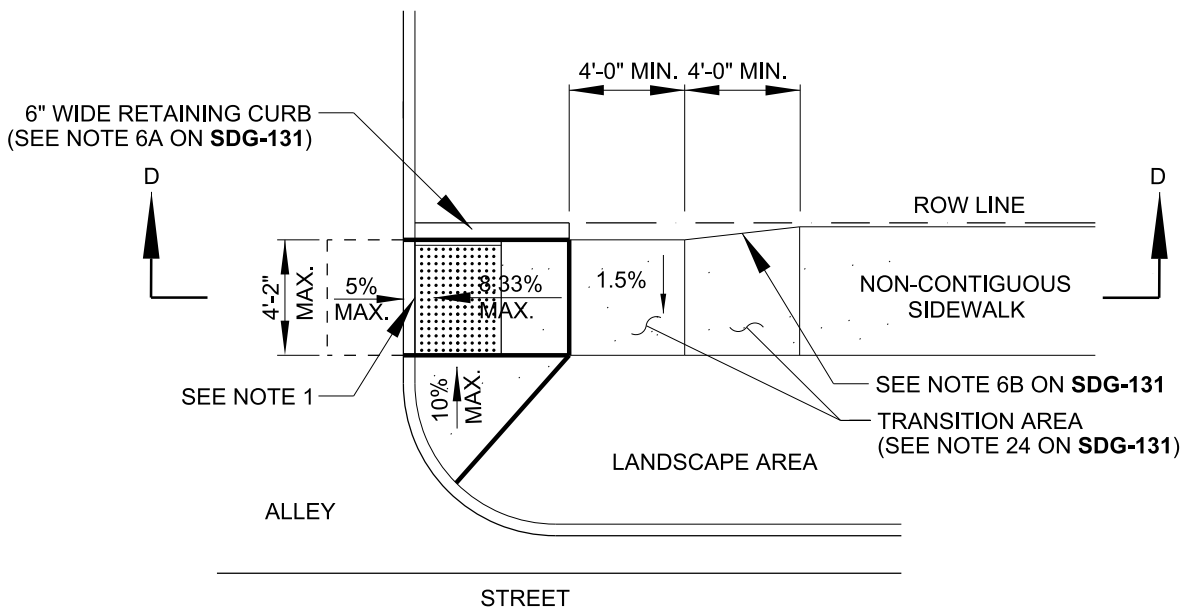 4'-0" MIN.
4'-0" MIN.
6" WIDE RETAINING CURB
(SEE NOTE 6A ON SDG-131)
D
D
ROW LINE
4'-2"
MAX.
5%
MAX.
8.33%
MAX.
1.5%
NON-CONTIGUOUS
SIDEWALK
SEE NOTE 1
10%
MAX.
SEE NOTE 6B ON SDG-131
TRANSITION AREA
(SEE NOTE 24 ON SDG-131)
LANDSCAPE AREA
ALLEY
STREET